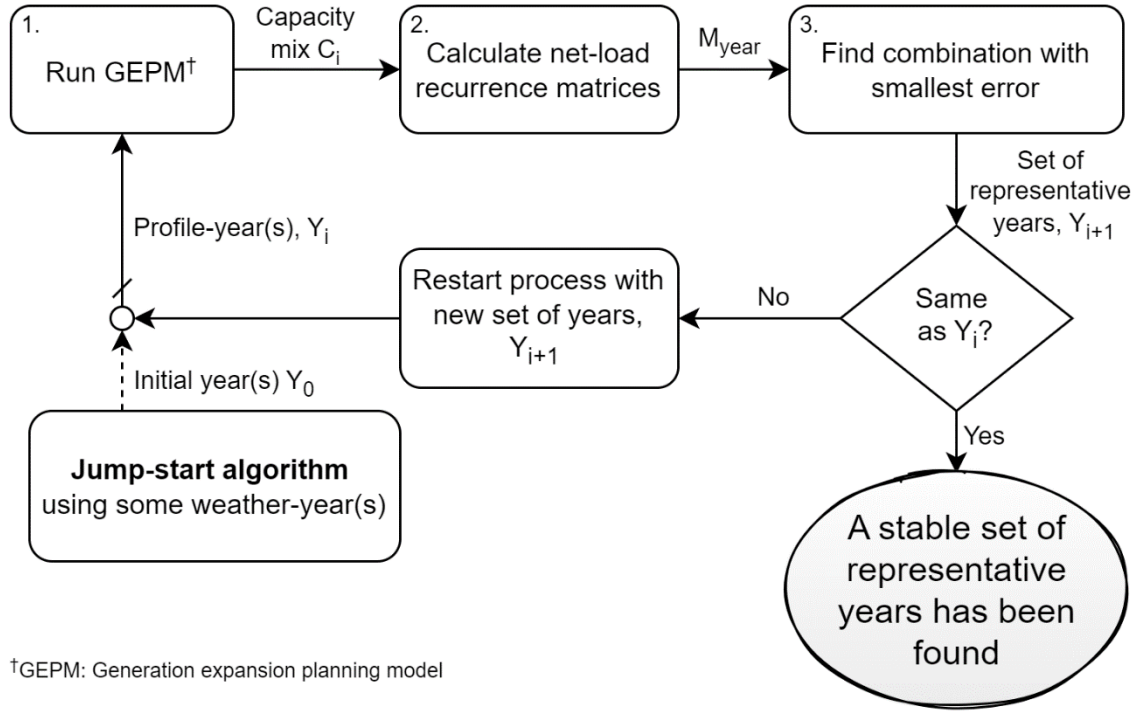 1.
Run GEPM†
Capacity
mix Cᵢ
2.
Calculate net-load
recurrence matrices
M_year
3.
Find combination with
smallest error
Set of
representative
years, Y_{i+1}
Profile-year(s), Yᵢ
Restart process with
new set of years,
Y_{i+1}
No
Same
as Yᵢ?
Initial year(s) Y₀
Yes
Jump-start algorithm
using some weather-year(s)
A stable set of
representative
years has been
found
†GEPM: Generation expansion planning model